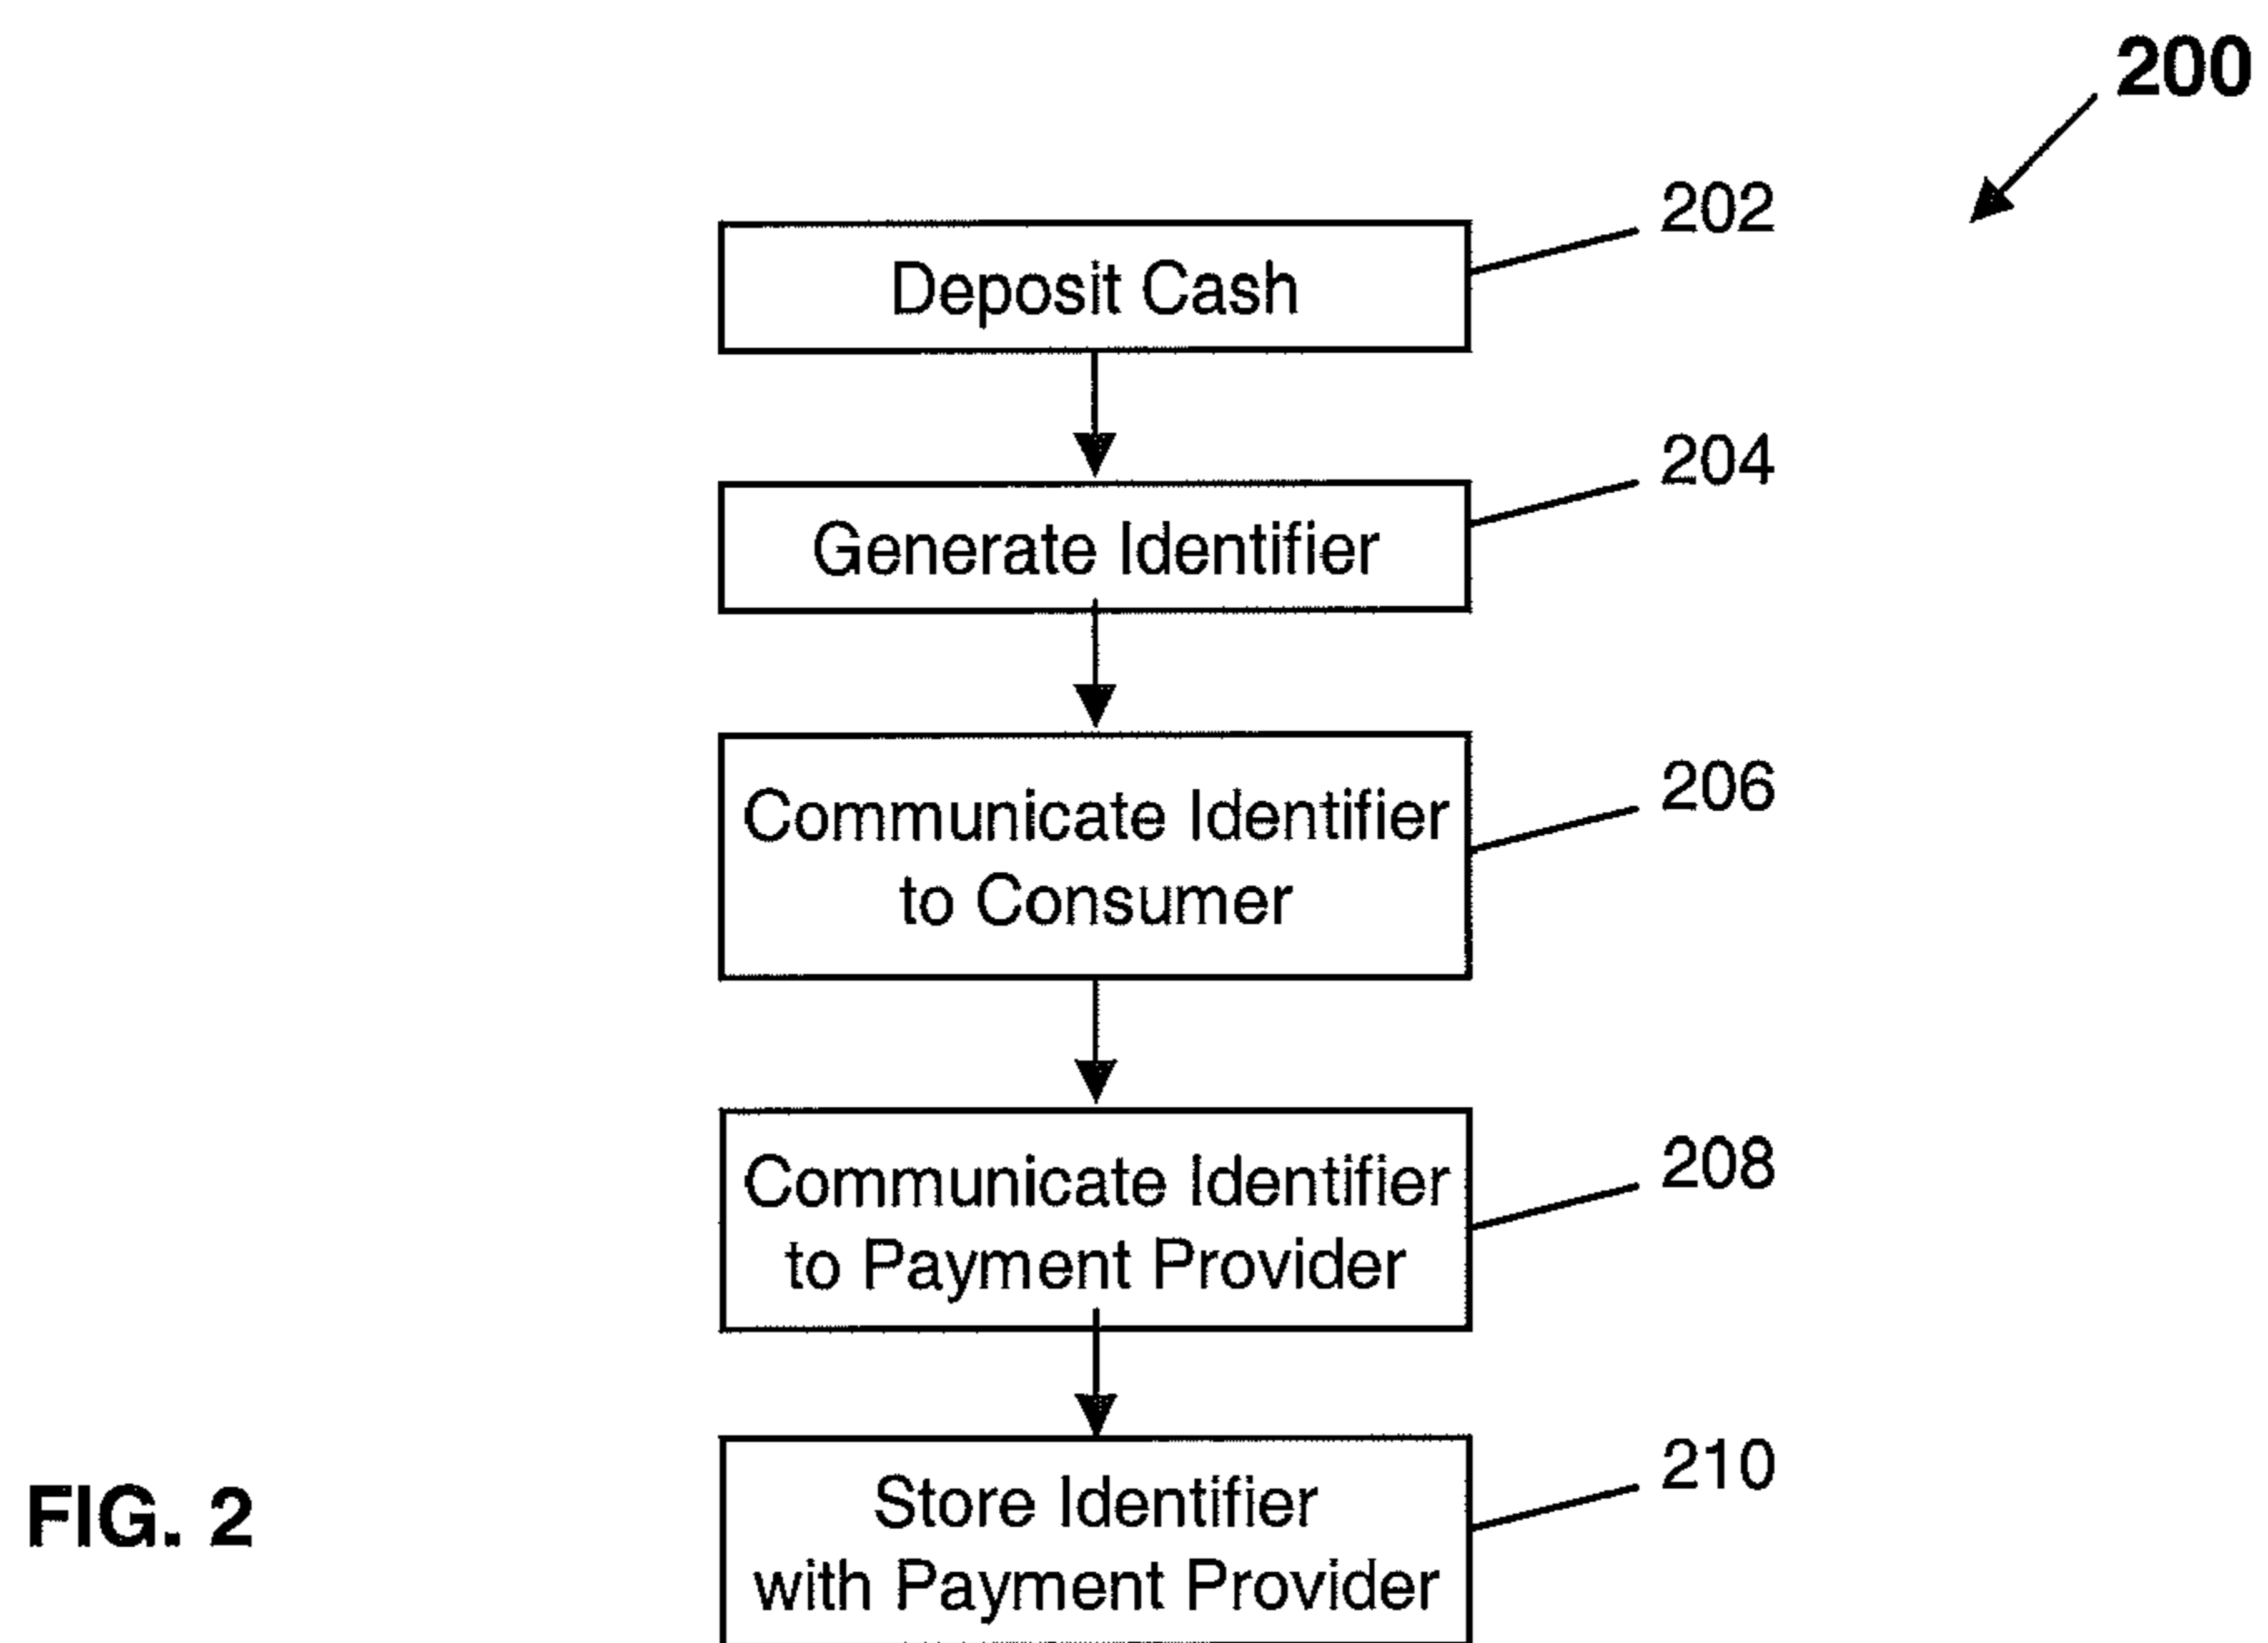 200
202
Deposit Cash
204
Generate Identifier
206
Communicate Identifier
to Consumer
208
Communicate Identifier
to Payment Provider
210
Store Identifier
with Payment Provider
FIG. 2